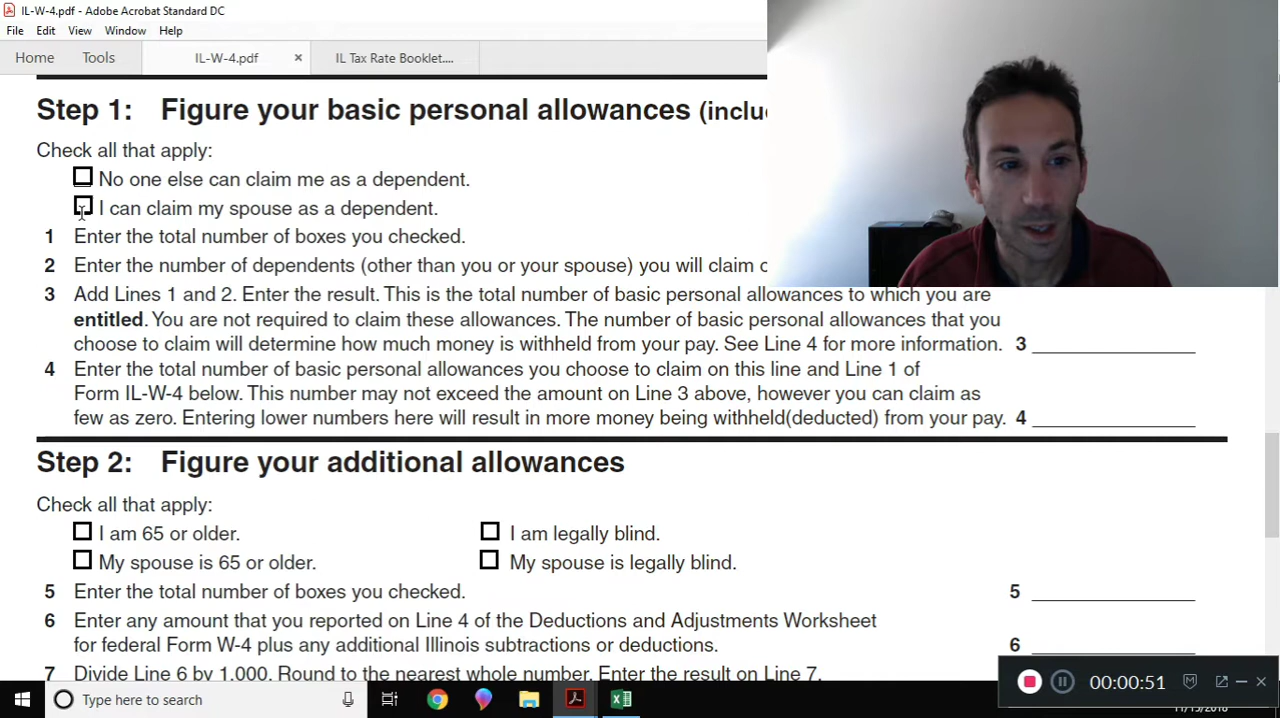 IL-W-4.pdf - Adobe Acrobat Standard DC
File Edit View Window Help
Home Tools IL-W-4.pdf × IL Tax Rate Booklet....
Step 1: Figure your basic personal allowances (inclu
Check all that apply:
No one else can claim me as a dependent.
I can claim my spouse as a dependent.
1 Enter the total number of boxes you checked.
2 Enter the number of dependents (other than you or your spouse) you will claim o
3 Add Lines 1 and 2. Enter the result. This is the total number of basic personal allowances to which you are
entitled. You are not required to claim these allowances. The number of basic personal allowances that you
choose to claim will determine how much money is withheld from your pay. See Line 4 for more information. 3
4 Enter the total number of basic personal allowances you choose to claim on this line and Line 1 of
Form IL-W-4 below. This number may not exceed the amount on Line 3 above, however you can claim as
few as zero. Entering lower numbers here will result in more money being withheld(deducted) from your pay. 4
Step 2: Figure your additional allowances
Check all that apply:
I am 65 or older. I am legally blind.
My spouse is 65 or older. My spouse is legally blind.
5 Enter the total number of boxes you checked. 5
6 Enter any amount that you reported on Line 4 of the Deductions and Adjustments Worksheet
for federal Form W-4 plus any additional Illinois subtractions or deductions. 6
7 Divide Line 6 by 1,000. Round to the nearest whole number. Enter the result on Line 7.
00:00:51
Type here to search